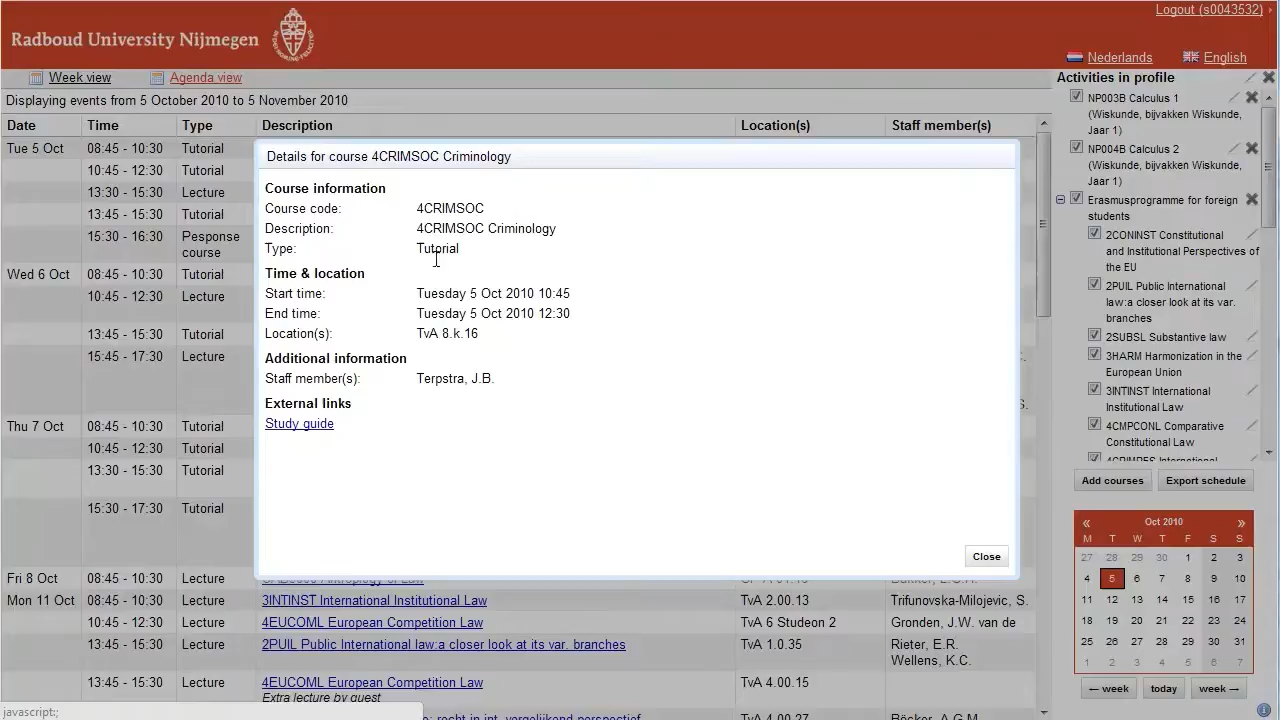 Logout (s0043532)
Radboud University Nijmegen
Nederlands English
Week view Agenda view
Displaying events from 5 October 2010 to 5 November 2010
Date Time Type Description Location(s) Staff member(s)
Tue 5 Oct 08:45 - 10:30 Tutorial
10:45 - 12:30 Tutorial
13:30 - 15:30 Lecture
13:45 - 15:30 Tutorial
15:30 - 16:30 Pesponse
course
Wed 6 Oct 08:45 - 10:30 Tutorial
10:45 - 12:30 Lecture
13:45 - 15:30 Tutorial
15:45 - 17:30 Lecture
Thu 7 Oct 08:45 - 10:30 Tutorial
10:45 - 12:30 Tutorial
13:30 - 15:30 Tutorial
15:30 - 17:30 Tutorial
Fri 8 Oct 08:45 - 10:30 Lecture
Mon 11 Oct 08:45 - 10:30 Lecture 3INTINST International Institutional Law TvA 2.00.13 Trifunovska-Milojevic, S.
10:45 - 12:30 Lecture 4EUCOML European Competition Law TvA 6 Studeon 2 Gronden, J.W. van de
13:45 - 15:30 Lecture 2PUIL Public International law:a closer look at its var. branches TvA 1.0.35 Rieter, E.R.
Wellens, K.C.
13:45 - 15:30 Lecture 4EUCOML European Competition Law TvA 4.00.15
Extra lecture by guest
TvA 4.00.27
javascript:;
Details for course 4CRIMSOC Criminology
Course information
Course code: 4CRIMSOC
Description: 4CRIMSOC Criminology
Type: Tutorial
Time & location
Start time: Tuesday 5 Oct 2010 10:45
End time: Tuesday 5 Oct 2010 12:30
Location(s): TvA 8.k.16
Additional information
Staff member(s): Terpstra, J.B.
External links
Study guide
Close
Activities in profile
NP003B Calculus 1
(Wiskunde, bijvakken Wiskunde,
Jaar 1)
NP004B Calculus 2
(Wiskunde, bijvakken Wiskunde,
Jaar 1)
Erasmusprogramme for foreign
students
2CONINST Constitutional
and Institutional Perspectives of
the EU
2PUIL Public International
law:a closer look at its var.
branches
2SUBSL Substantive law
3HARM Harmonization in the
European Union
3INTINST International
Institutional Law
4CMPCONL Comparative
Constitutional Law
Add courses Export schedule
« Oct 2010 »
M T W T F S S
27 28 29 30 1 2 3
4 5 6 7 8 9 10
11 12 13 14 15 16 17
18 19 20 21 22 23 24
25 26 27 28 29 30 31
1 2 3 4 5 6 7
← week today week →